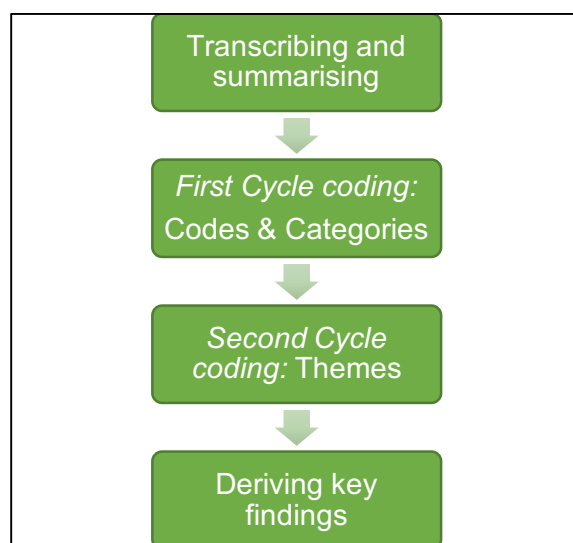 Transcribing and
summarising
First Cycle coding:
Codes & Categories
Second Cycle
coding: Themes
Deriving key
findings